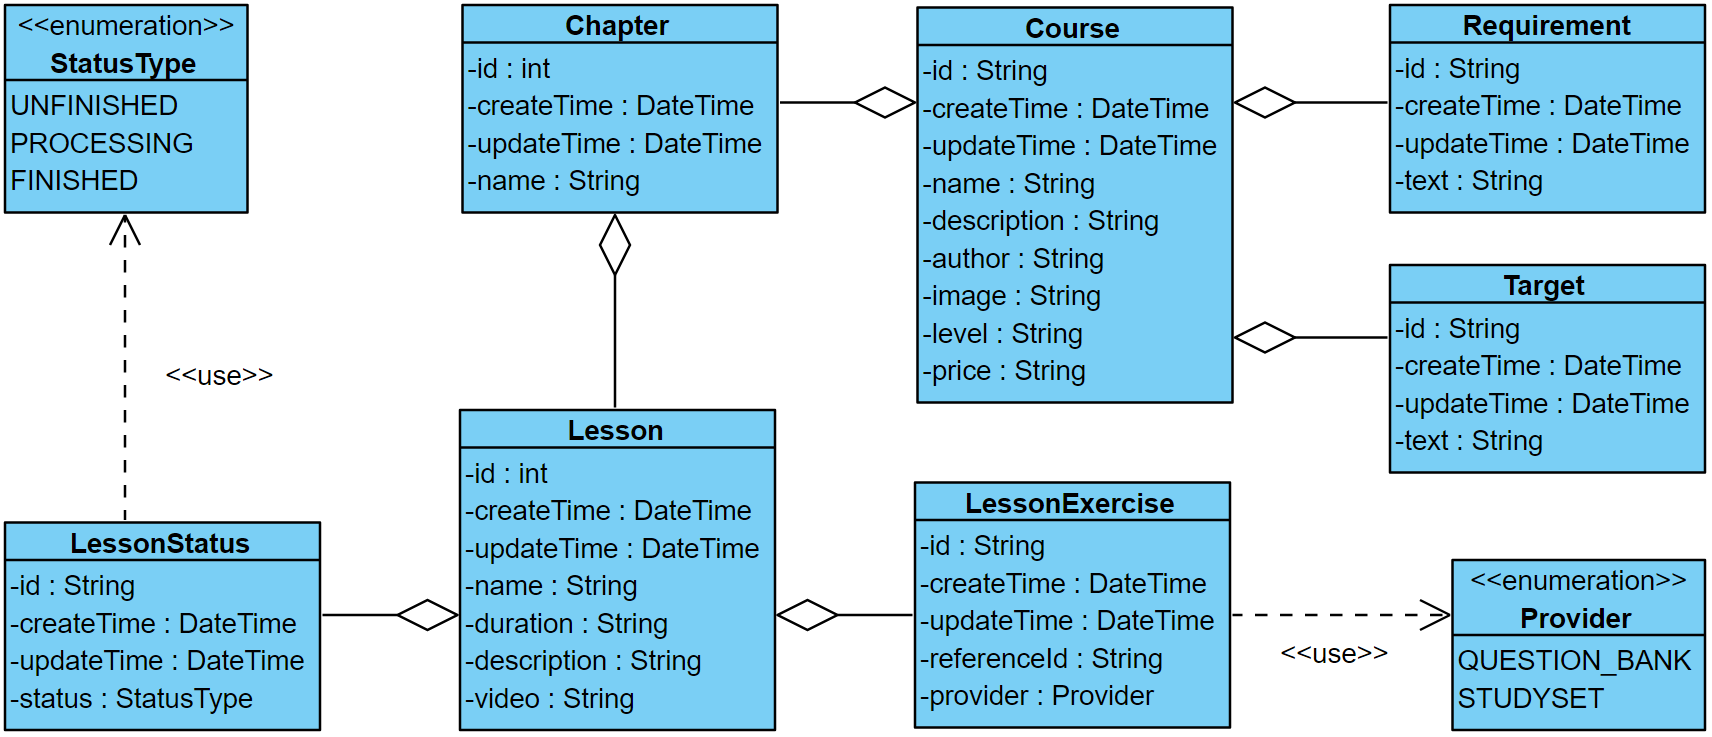 <<enumeration>>
StatusType
UNFINISHED
PROCESSING
FINISHED
Chapter
-id : int
-createTime : DateTime
-updateTime : DateTime
-name : String
Course
-id : String
-createTime : DateTime
-updateTime : DateTime
-name : String
-description : String
-author : String
-image : String
-level : String
-price : String
Requirement
-id : String
-createTime : DateTime
-updateTime : DateTime
-text : String
Target
-id : String
-createTime : DateTime
-updateTime : DateTime
-text : String
<<use>>
LessonStatus
-id : String
-createTime : DateTime
-updateTime : DateTime
-status : StatusType
Lesson
-id : int
-createTime : DateTime
-updateTime : DateTime
-name : String
-duration : String
-description : String
-video : String
LessonExercise
-id : String
-createTime : DateTime
-updateTime : DateTime
-referenceId : String
-provider : Provider
<<use>>
<<enumeration>>
Provider
QUESTION_BANK
STUDYSET